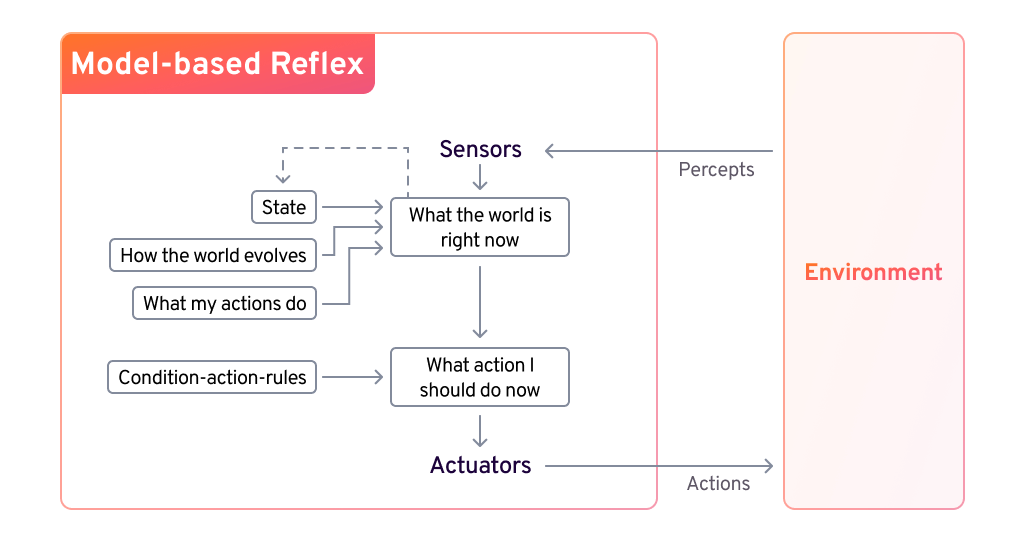 Model-based Reflex
Sensors
Percepts
State
What the world is
right now
How the world evolves
What my actions do
Environment
Condition-action-rules
What action I
should do now
Actuators
Actions